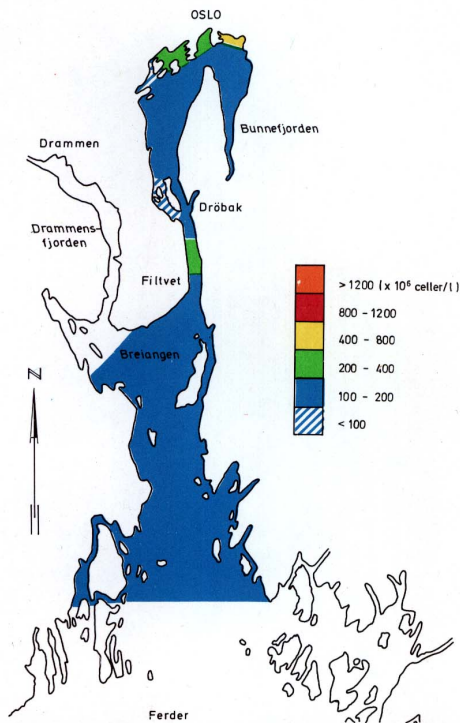 OSLO
Bunnefjorden
Drammen
Dröbak
Drammens-
fjorden
Filtvet
> 1200 (x 10⁶ celler/l)
800 - 1200
400 - 800
200 - 400
100 - 200
< 100
Breiangen
N
Ferder